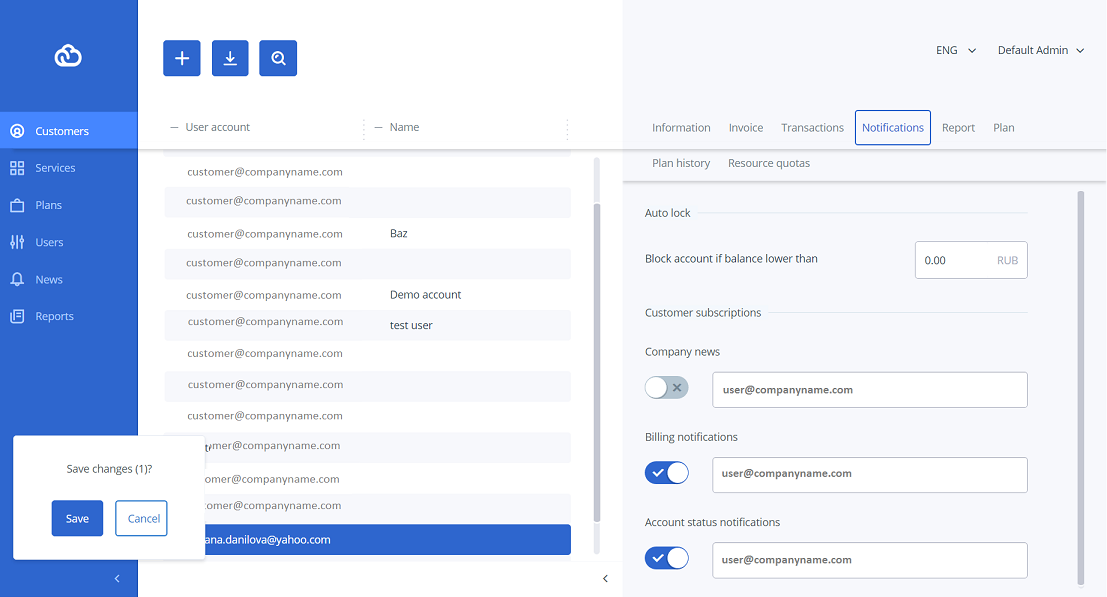 ENG
Default Admin
Customers
Services
Plans
Users
News
Reports
User account
Name
customer@companyname.com
customer@companyname.com
customer@companyname.com Baz
customer@companyname.com
customer@companyname.com Demo account
customer@companyname.com test user
customer@companyname.com
customer@companyname.com
customer@companyname.com
mer@companyname.com
omer@companyname.com
tomer@companyname.com
ana.danilova@yahoo.com
Save changes (1)?
Save
Cancel
Information
Invoice
Transactions
Notifications
Report
Plan
Plan history
Resource quotas
Auto lock
Block account if balance lower than
0.00 RUB
Customer subscriptions
Company news
user@companyname.com
Billing notifications
user@companyname.com
Account status notifications
user@companyname.com